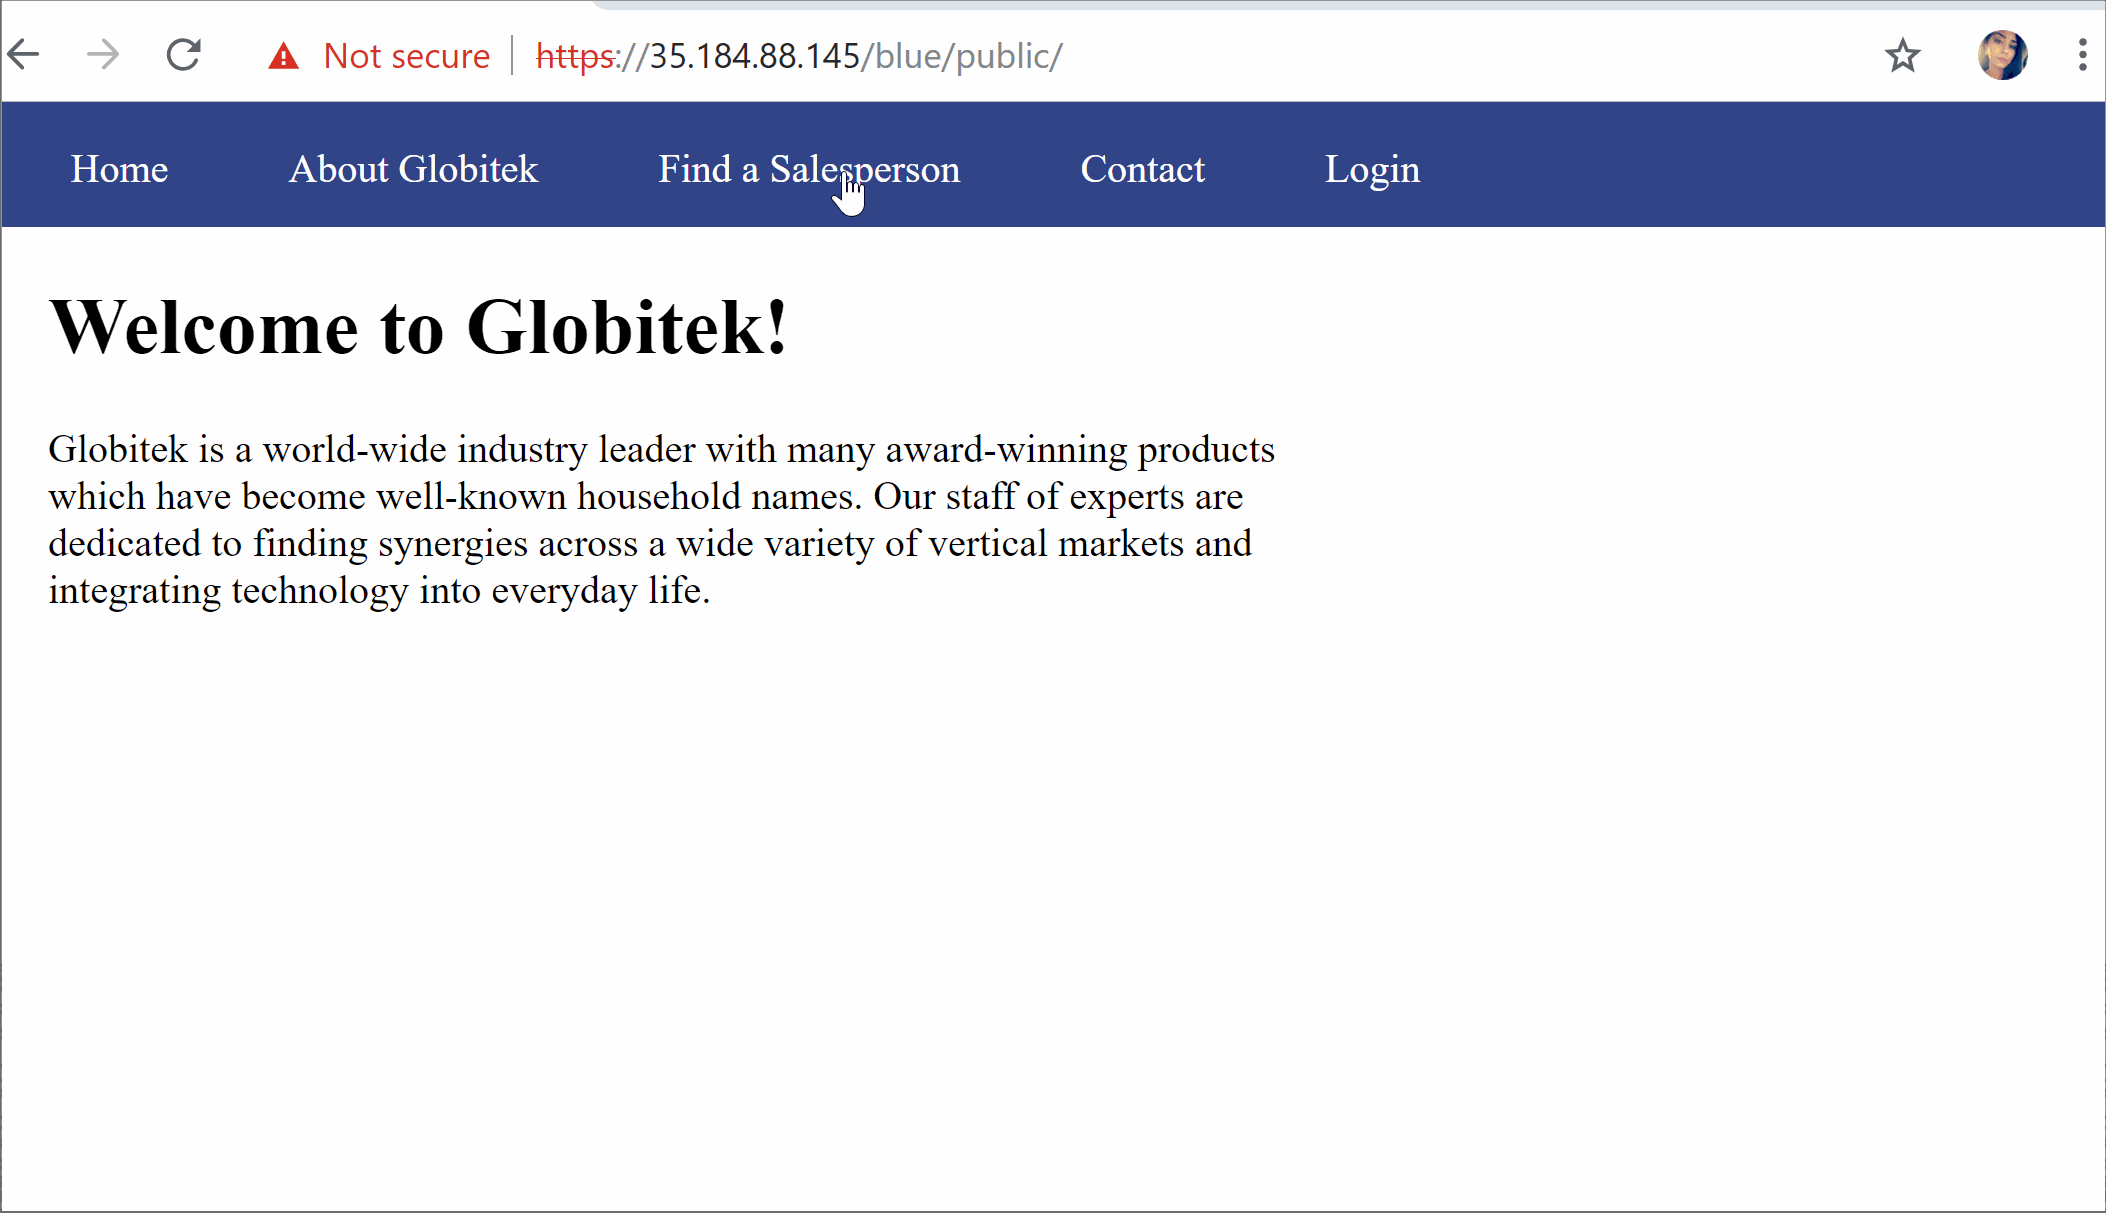 Not secure https://35.184.88.145/blue/public/
Home About Globitek Find a Salesperson Contact Login
Welcome to Globitek!
Globitek is a world-wide industry leader with many award-winning products
which have become well-known household names. Our staff of experts are
dedicated to finding synergies across a wide variety of vertical markets and
integrating technology into everyday life.